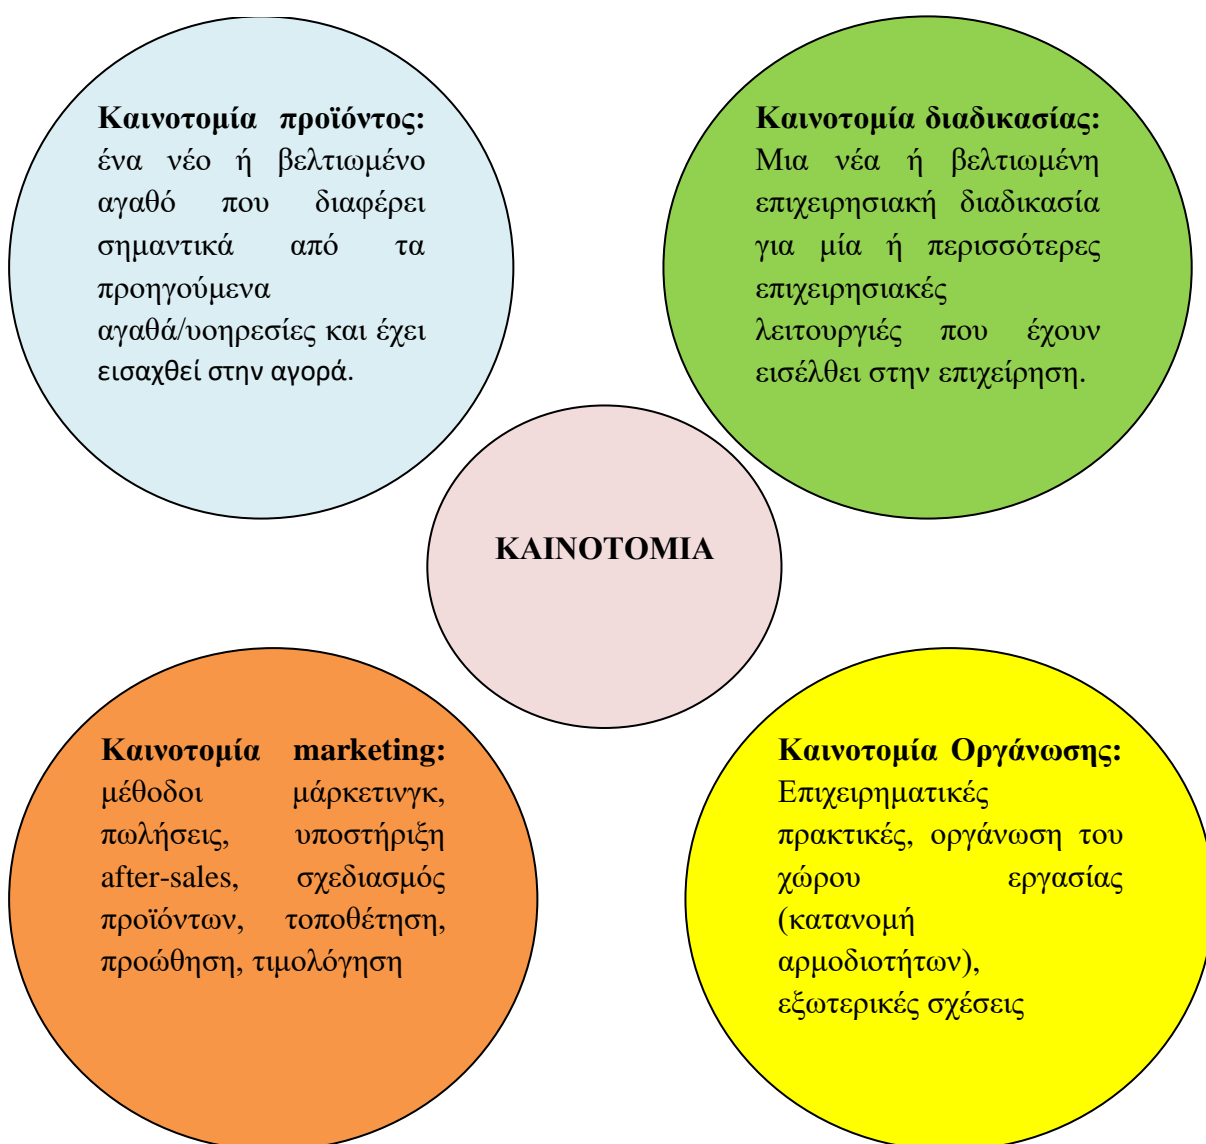 Καινοτομία προϊόντος:
ένα νέο ή βελτιωμένο
αγαθό που διαφέρει
σημαντικά από τα
προηγούμενα
αγαθά/υοηρεσίες και έχει
εισαχθεί στην αγορά.
Καινοτομία διαδικασίας:
Μια νέα ή βελτιωμένη
επιχειρησιακή διαδικασία
για μία ή περισσότερες
επιχειρησιακές
λειτουργιές που έχουν
εισέλθει στην επιχείρηση.
ΚΑΙΝΟΤΟΜΙΑ
Καινοτομία marketing:
μέθοδοι μάρκετινγκ,
πωλήσεις, υποστήριξη
after-sales, σχεδιασμός
προϊόντων, τοποθέτηση,
προώθηση, τιμολόγηση
Καινοτομία Οργάνωσης:
Επιχειρηματικές
πρακτικές, οργάνωση του
χώρου εργασίας
(κατανομή
αρμοδιοτήτων),
εξωτερικές σχέσεις